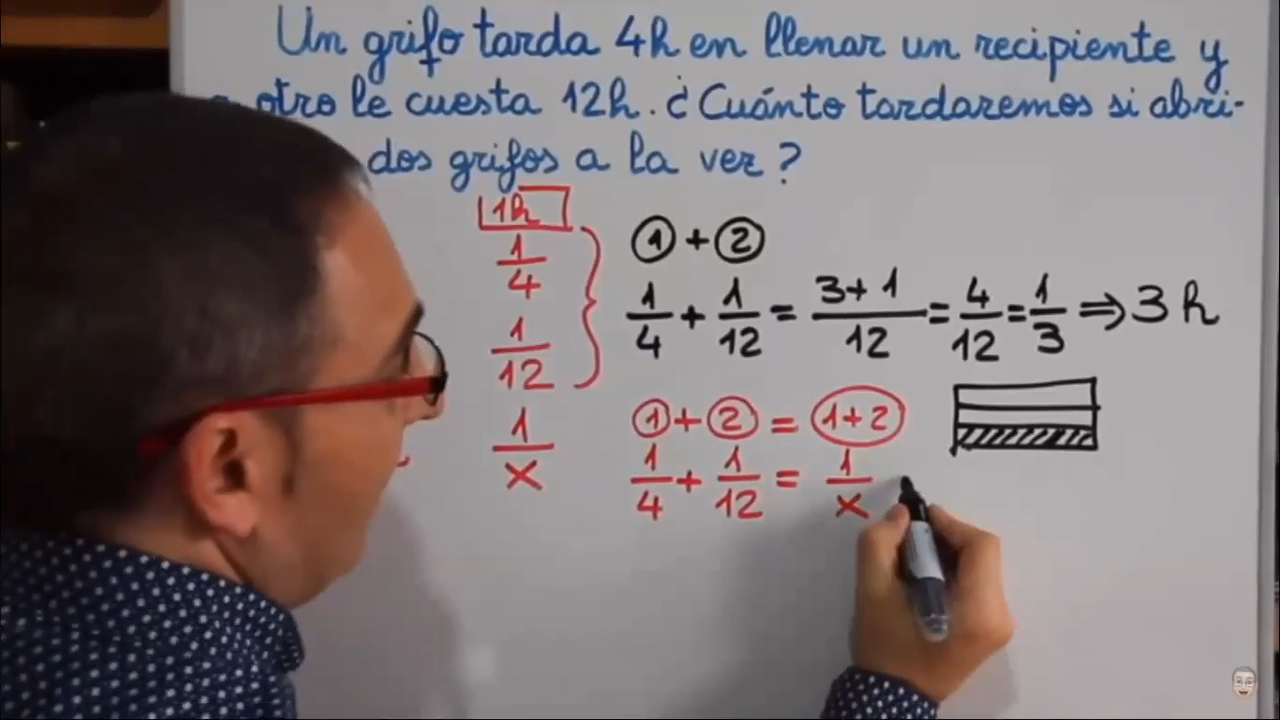 Un grifo tarda 4h en llenar un recipiente y
otro le cuesta 12h. ¿Cuánto tardaremos si abri-
dos grifos a la vez?
1h
1/4
1/12
1/x
① + ②
1/4 + 1/12 = 3+1/12 = 4/12 = 1/3 ⇒ 3 h
① + ② = 1+2
1/4 + 1/12 = 1/x